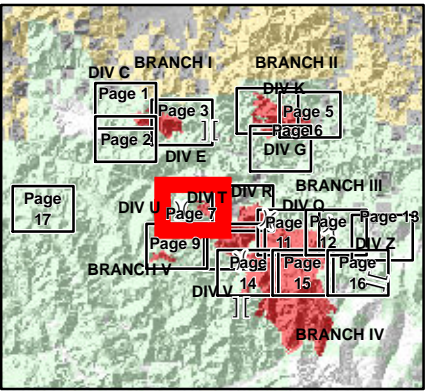 BRANCH I
BRANCH II
DIV C
DIV K
Page 1
Page 3
Page 5
Page 6
Page 2
DIV G
DIV E
BRANCH III
DIV T
DIV R
Page
17
DIV U
Page 7
DIV O
Page
11
Page
12
Page 13
Page 9
DIV Z
BRANCH V
Page
14
Page
15
Page
16
DIV V
BRANCH IV